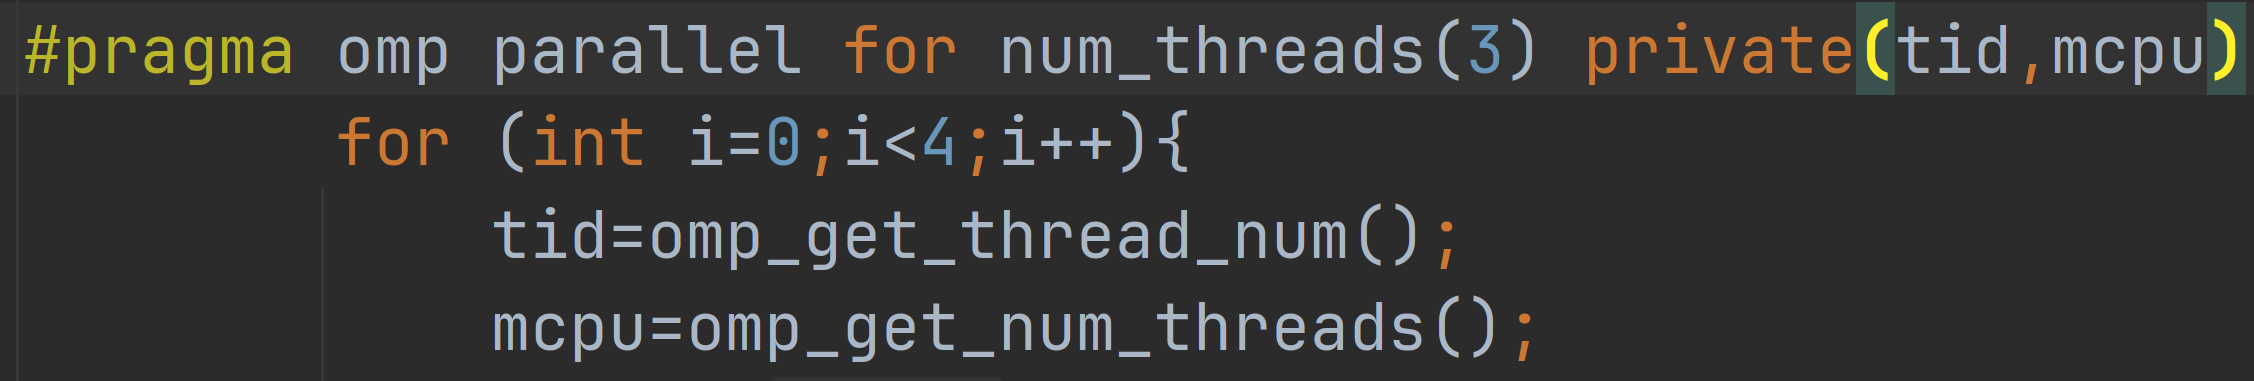 #pragma omp parallel for num_threads(3) private(tid,mcpu)
for (int i=0;i<4;i++){
tid=omp_get_thread_num();
mcpu=omp_get_num_threads();